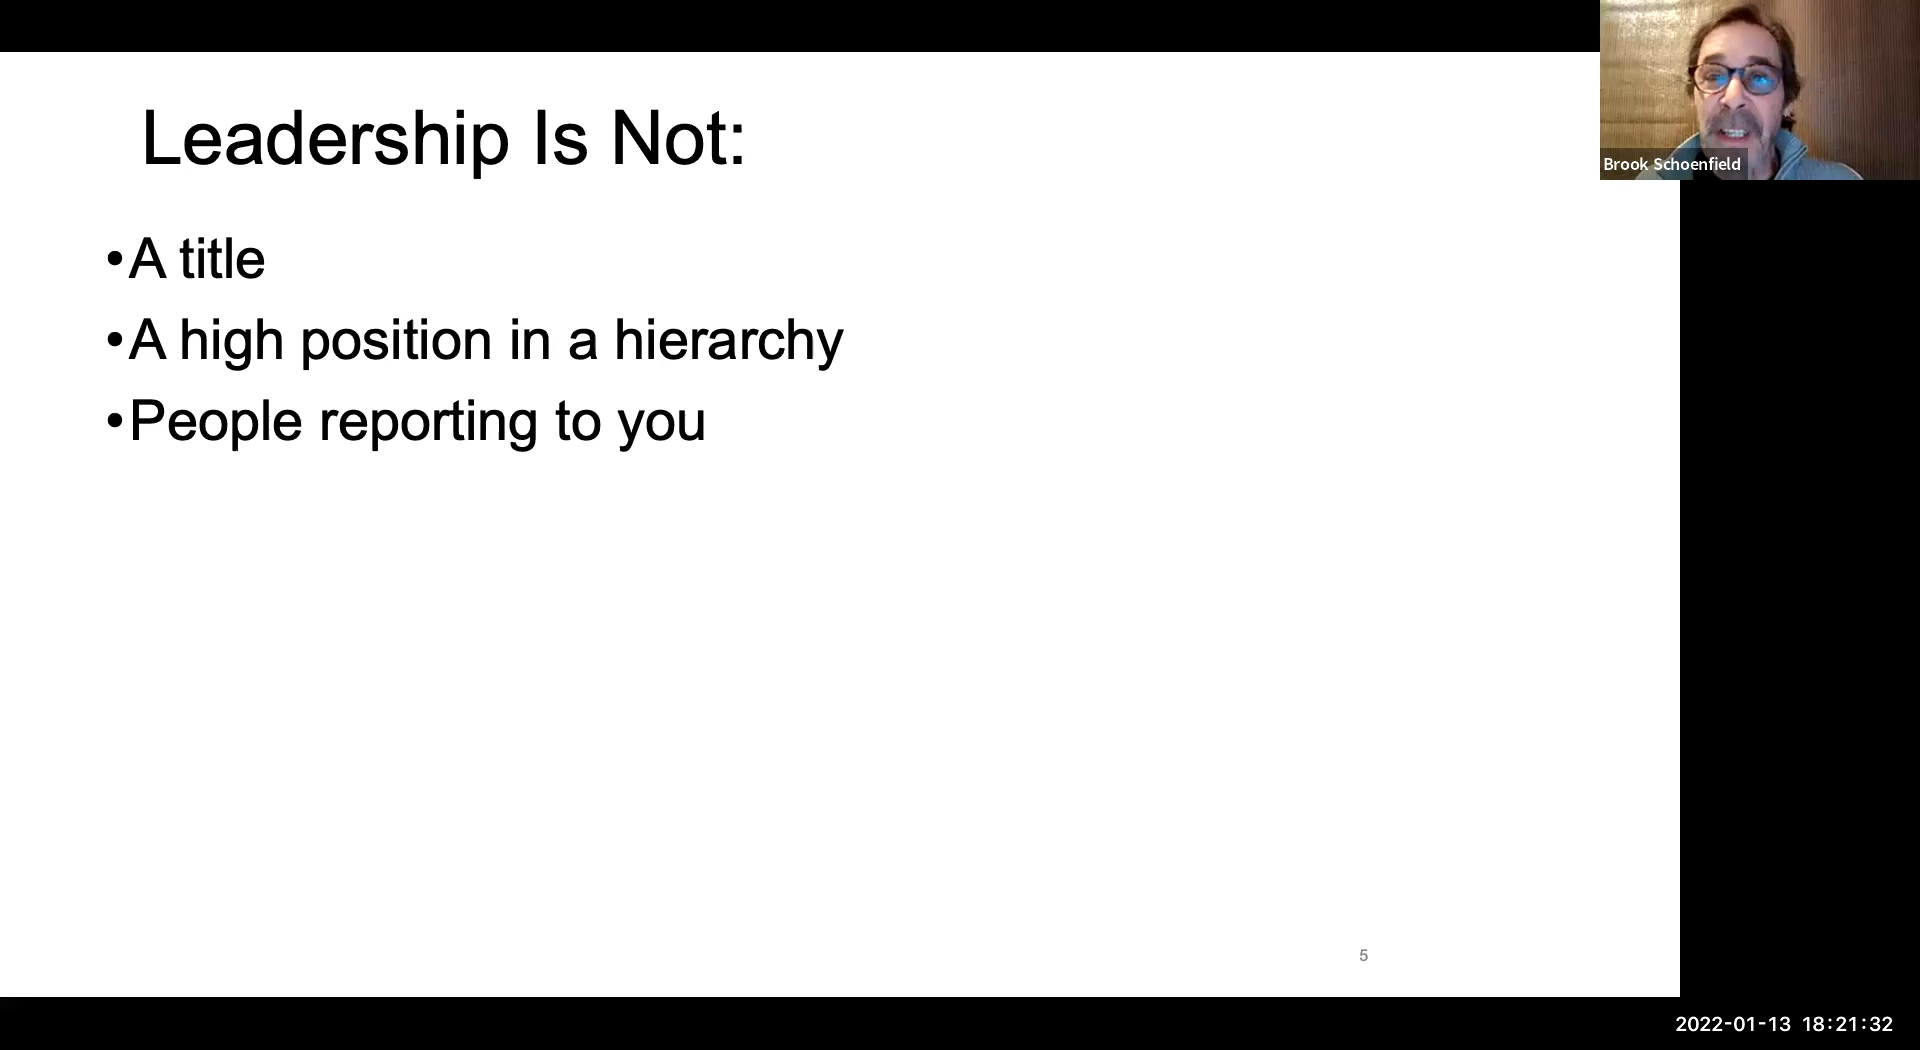 Leadership Is Not:
•A title
•A high position in a hierarchy
•People reporting to you
5
Brook Schoenfield
2022-01-13 18:21:32